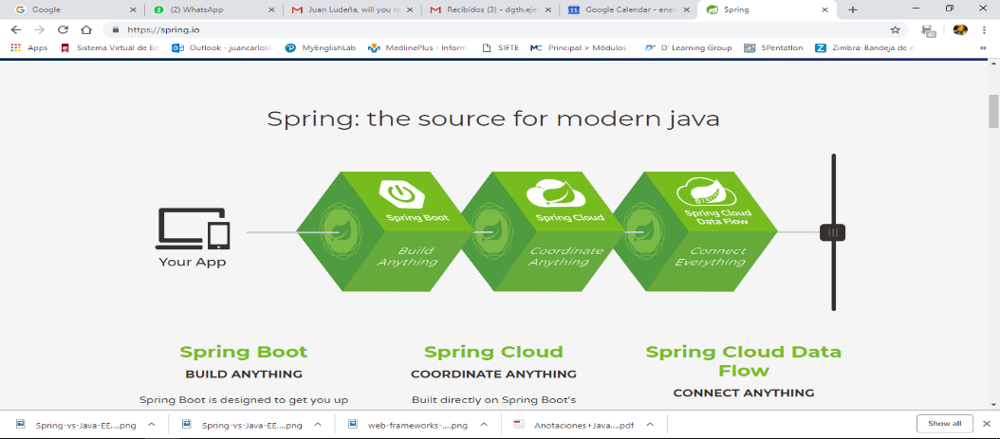 Google
(2) WhatsApp
Juan Ludeña, will you r
Recibidos (3) - dgth.eje
Google Calendar - ener
Spring
https://spring.io
Apps
Sistema Virtual de Ed
Outlook - juancarlos
MyEnglishLab
MedlinePlus - Inform
SIFTE
Principal > Módulos
D' Learning Group
5Pentatlon
Zimbra: Bandeja de e
Spring: the source for modern java
Your App
Spring Boot
Build
Anything
Spring Cloud
Coordinate
Anything
Spring Cloud
Data Flow
Connect
Everything
Spring Boot
BUILD ANYTHING
Spring Boot is designed to get you up
Spring Cloud
COORDINATE ANYTHING
Built directly on Spring Boot's
Spring Cloud Data
Flow
CONNECT ANYTHING
Spring-vs-Java-EE....png
Spring-vs-Java-EE....png
web-frameworks-....png
Anotaciones+Java....pdf
Show all